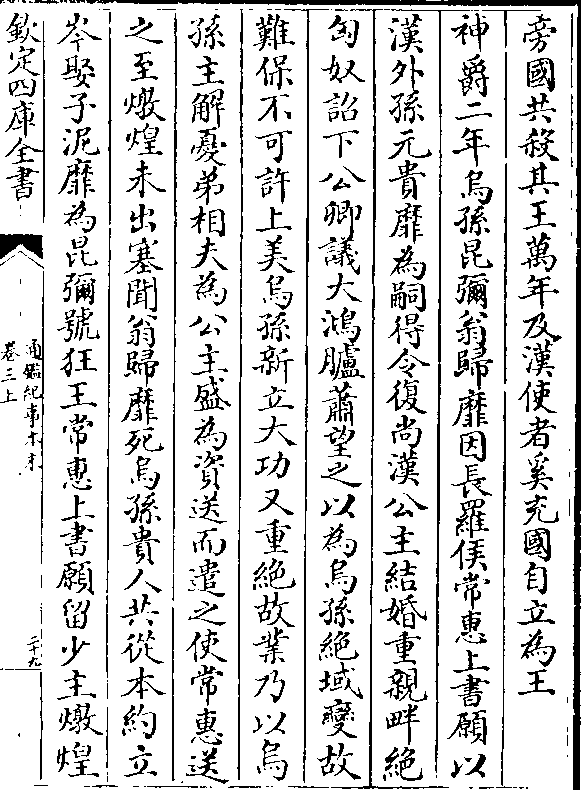 旁國共殺其王萬年及漢使者奚充國自立為王
神爵二年烏孫昆彌翁歸靡因長羅侯常惠上書願以
漢外孫元貴靡為嗣得令復尚漢公主結婚重親畔絶
匈奴詔下公卿議大鴻臚蕭望之以為烏孫絶域變故
難保不可許上美烏孫新立大功又重絶故業乃以烏
孫主解憂弟相夫為公主盛為資送而遣之使常惠送
之至燉煌未出塞聞翁歸靡死烏孫貴人共從本約立
岑娶子泥靡為昆彌號狂王常惠上書願留少主燉煌
欽定四庫全書
通鑑紀事本末
卷三上
二十九